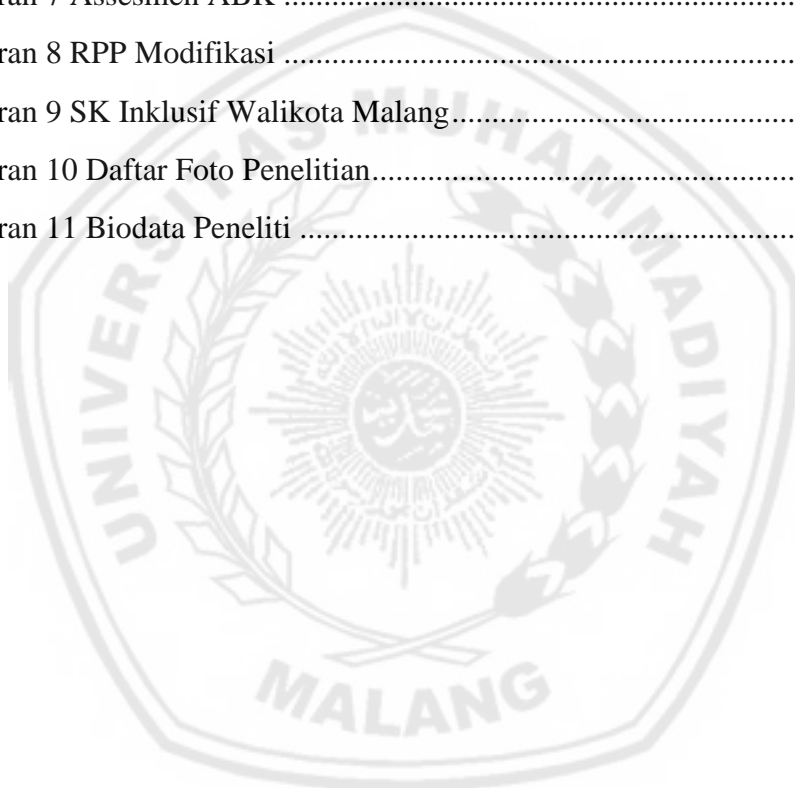 ran 7 Assesmen ABK ................................................................
ran 8 RPP Modifikasi ................................................................
ran 9 SK Inklusif Walikota Malang...........................................
ran 10 Daftar Foto Penelitian.....................................................
ran 11 Biodata Peneliti ..............................................................
UNIVERSITAS MUHAMMADIYAH
MALANG